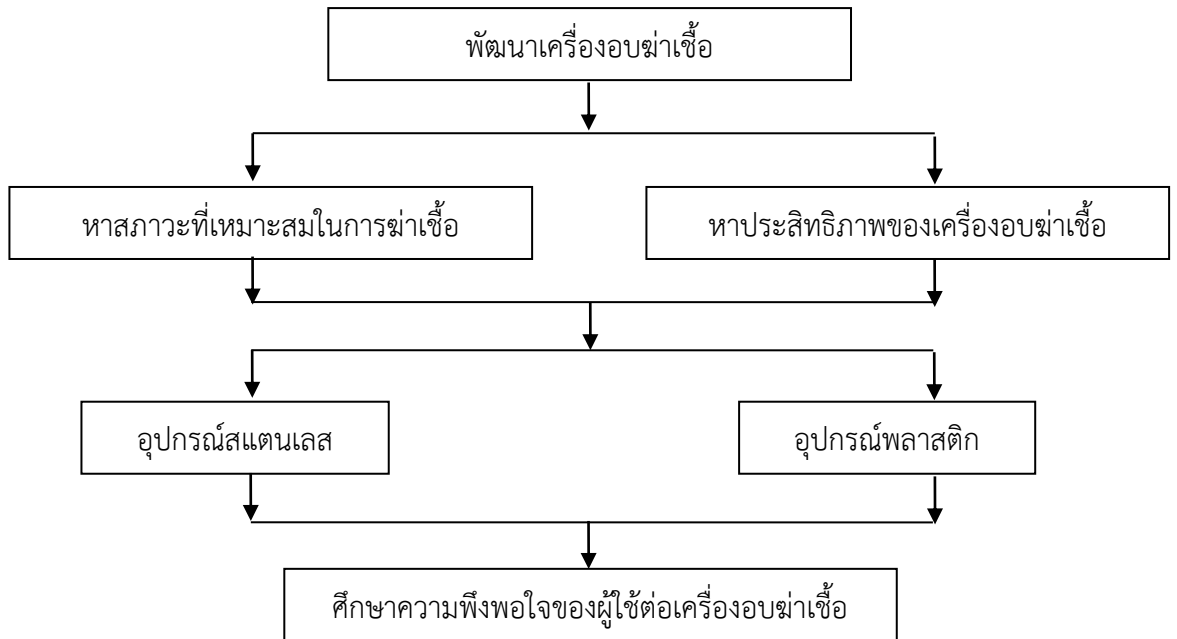 พัฒนาเครื่องอบฆ่าเชื้อ
หาสภาวะที่เหมาะสมในการฆ่าเชื้อ
หาประสิทธิภาพของเครื่องอบฆ่าเชื้อ
อุปกรณ์สแตนเลส
อุปกรณ์พลาสติก
ศึกษาความพึงพอใจของผู้ใช้ต่อเครื่องอบฆ่าเชื้อ